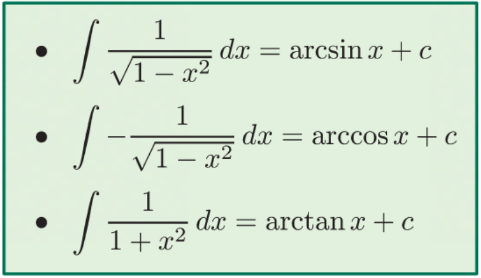 • ∫ 1/√(1 − x²) dx = arcsin x + c
• ∫ −1/√(1 − x²) dx = arccos x + c
• ∫ 1/(1 + x²) dx = arctan x + c